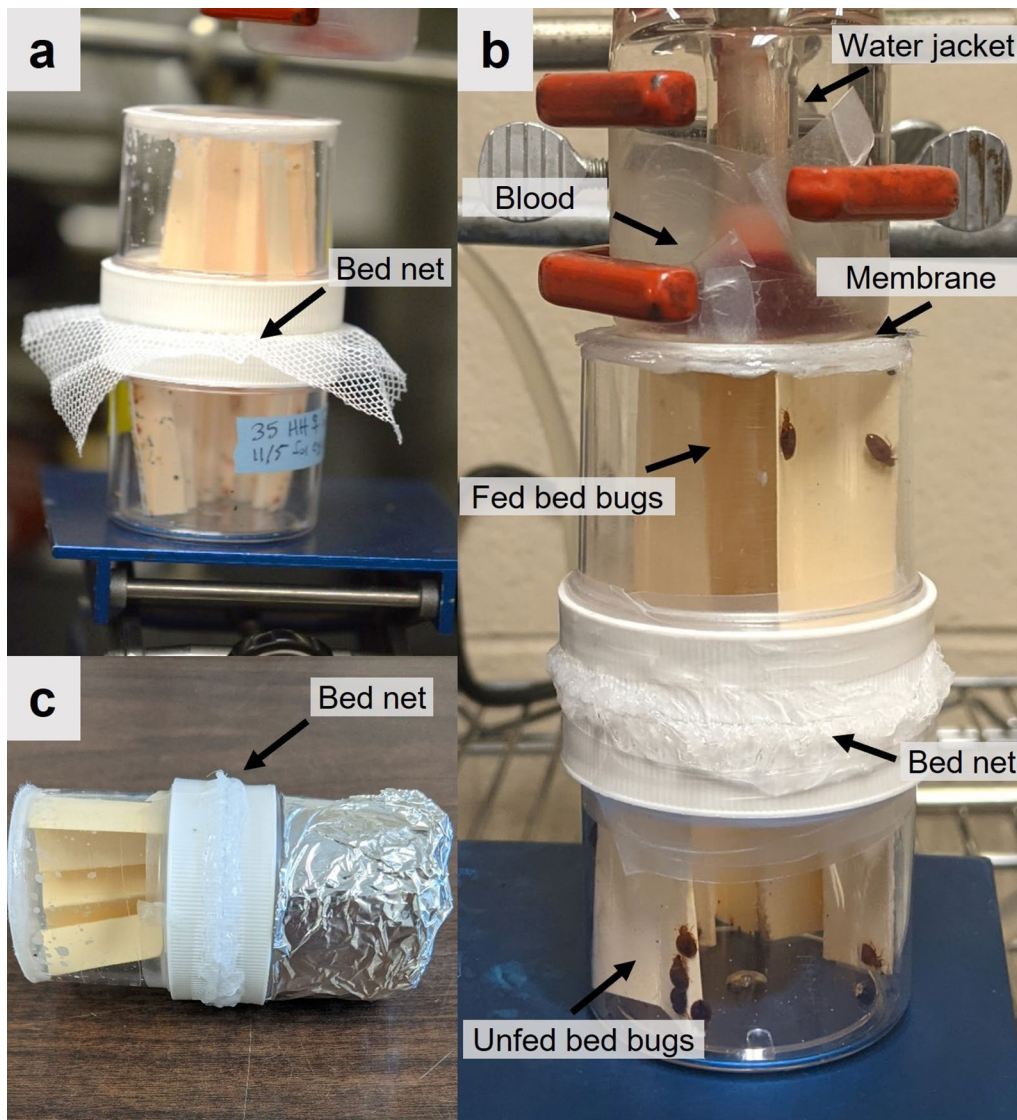 a
Bed net
35 HH
11/5
b
Water jacket
Blood
Membrane
Fed bed bugs
Bed net
Unfed bed bugs
c
Bed net